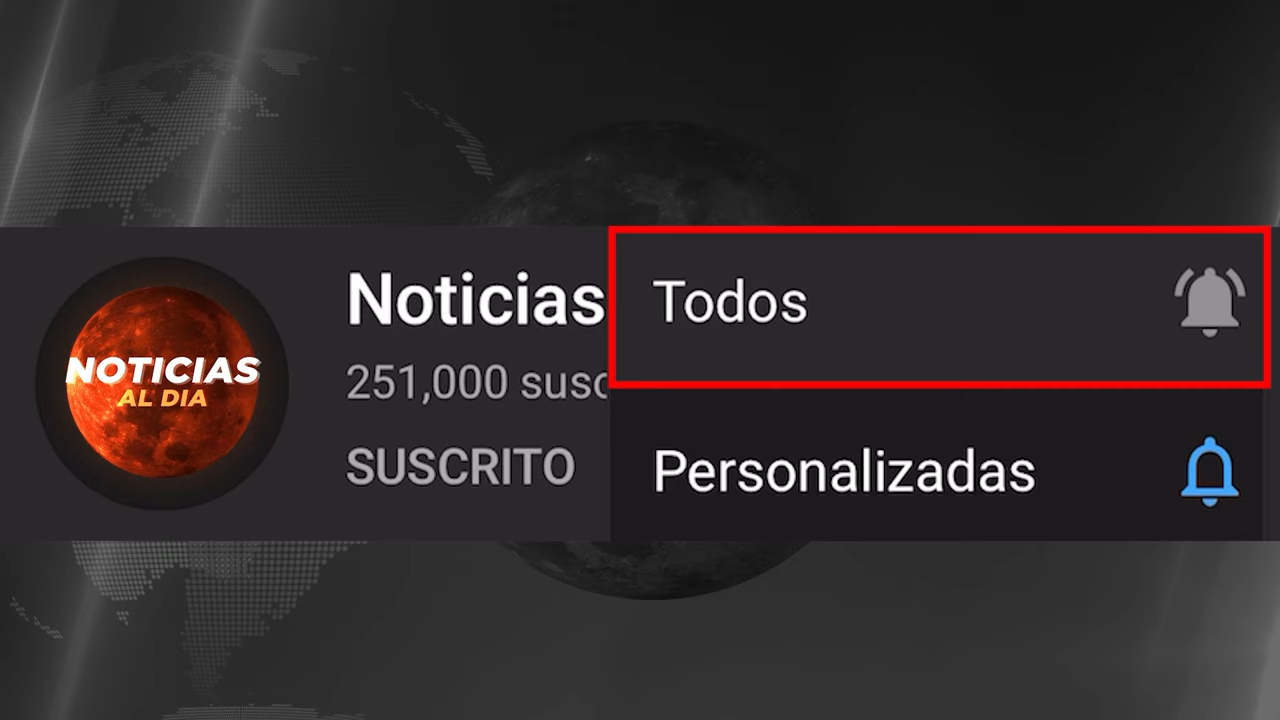 NOTICIAS
AL DIA
Noticias
251,000 susc
SUSCRITO
Todos
Personalizadas